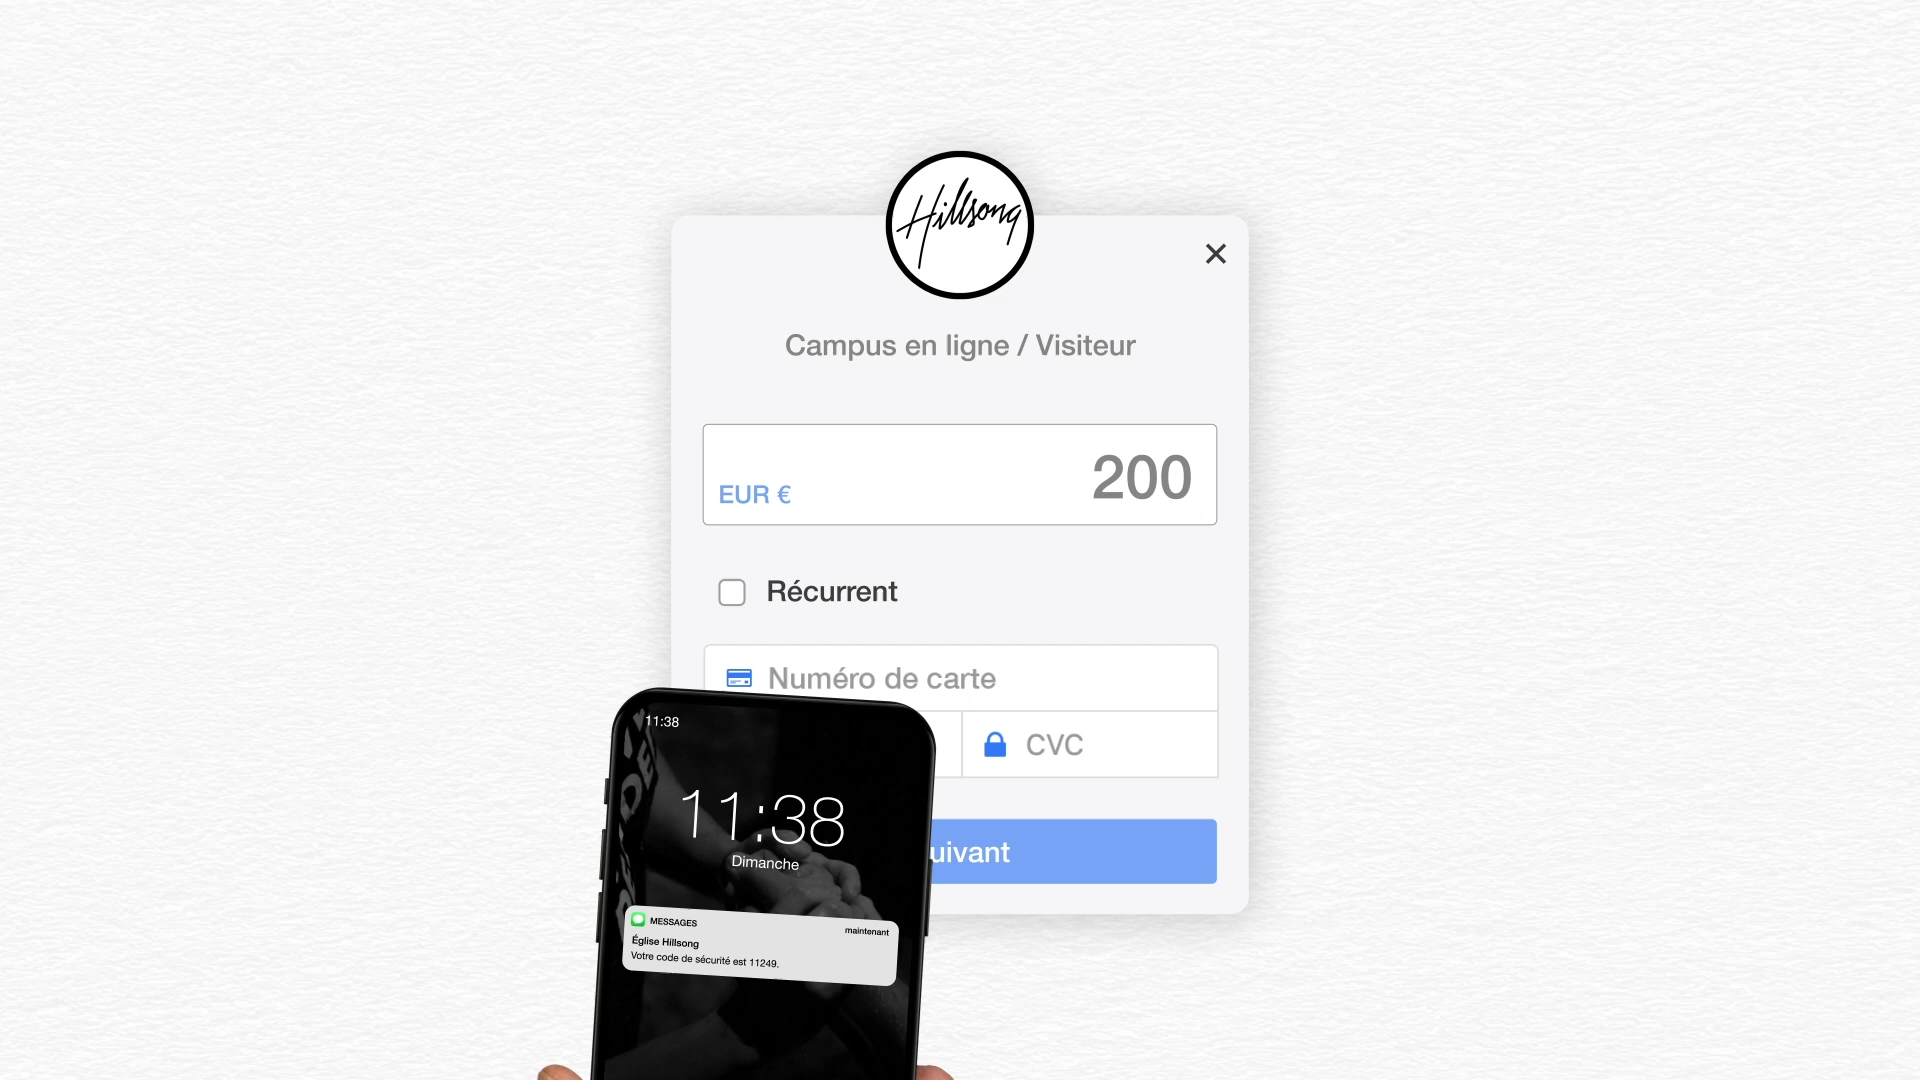 Hillsong
Campus en ligne / Visiteur
EUR €
200
Récurrent
Numéro de carte
CVC
uivant
11:38
11:38
Dimanche
MESSAGES
maintenant
Église Hillsong
Votre code de sécurité est 11249.